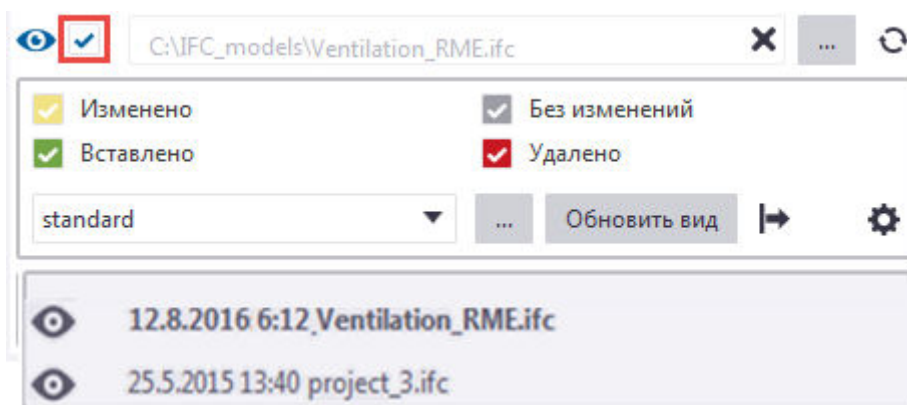 C:\IFC_models\Ventilation_RME.ifc ...
Изменено Без изменений
Вставлено Удалено
standard ... Обновить вид
12.8.2016 6:12 Ventilation_RME.ifc
25.5.2015 13:40 project_3.ifc